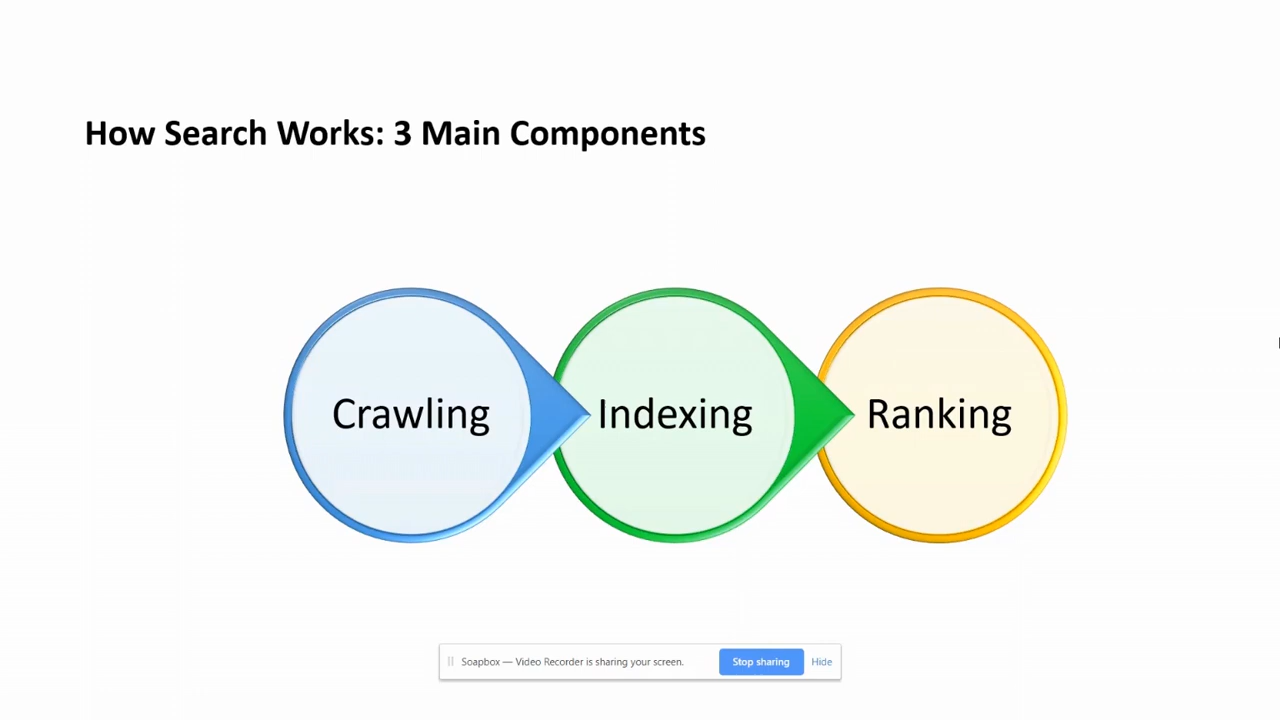 How Search Works: 3 Main Components
Crawling
Indexing
Ranking
Soapbox — Video Recorder is sharing your screen.
Stop sharing
Hide